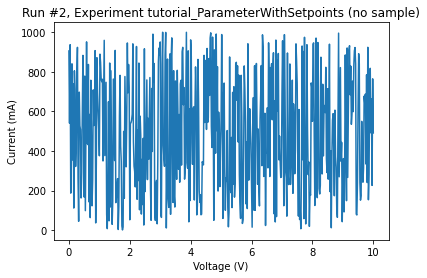 Run #2, Experiment tutorial_ParameterWithSetpoints (no sample)
1000
800
600
400
200
0
Current (mA)
0 2 4 6 8 10
Voltage (V)